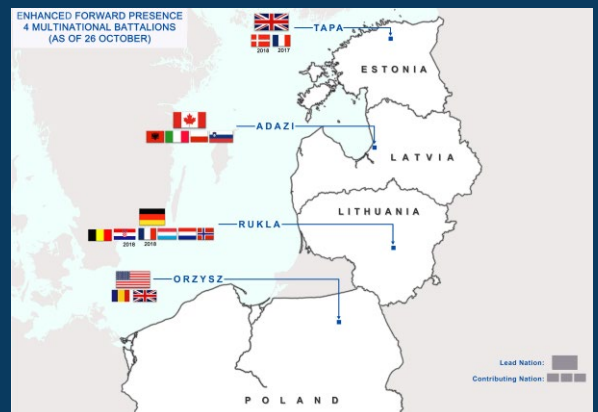 ENHANCED FORWARD PRESENCE
4 MULTINATIONAL BATTALIONS
(AS OF 26 OCTOBER)
TAPA
2018 2017
ESTONIA
ADAZI
LATVIA
LITHUANIA
RUKLA
2018 2018
ORZYSZ
Lead Nation:
Contributing Nation:
POLAND